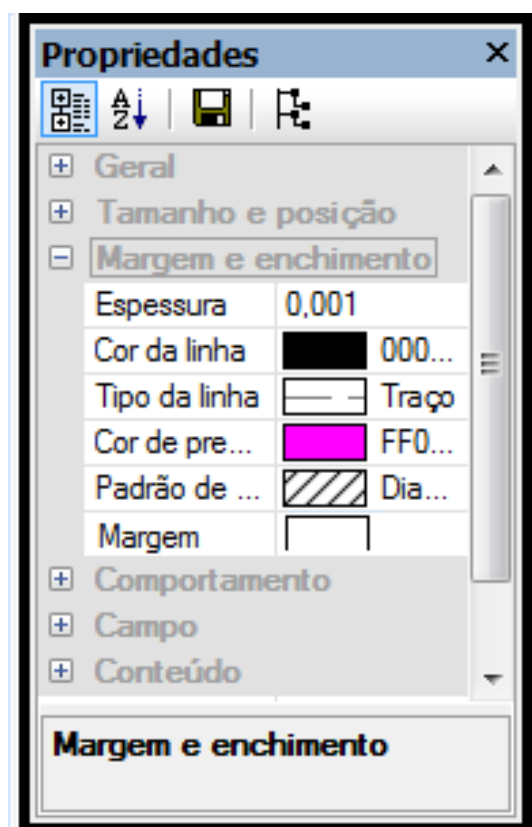 Propriedades
Geral
Tamanho e posição
Margem e enchimento
Espessura 0,001
Cor da linha 000...
Tipo da linha Traço
Cor de pre... FF0...
Padrão de ... Dia...
Margem
Comportamento
Campo
Conteúdo
Margem e enchimento